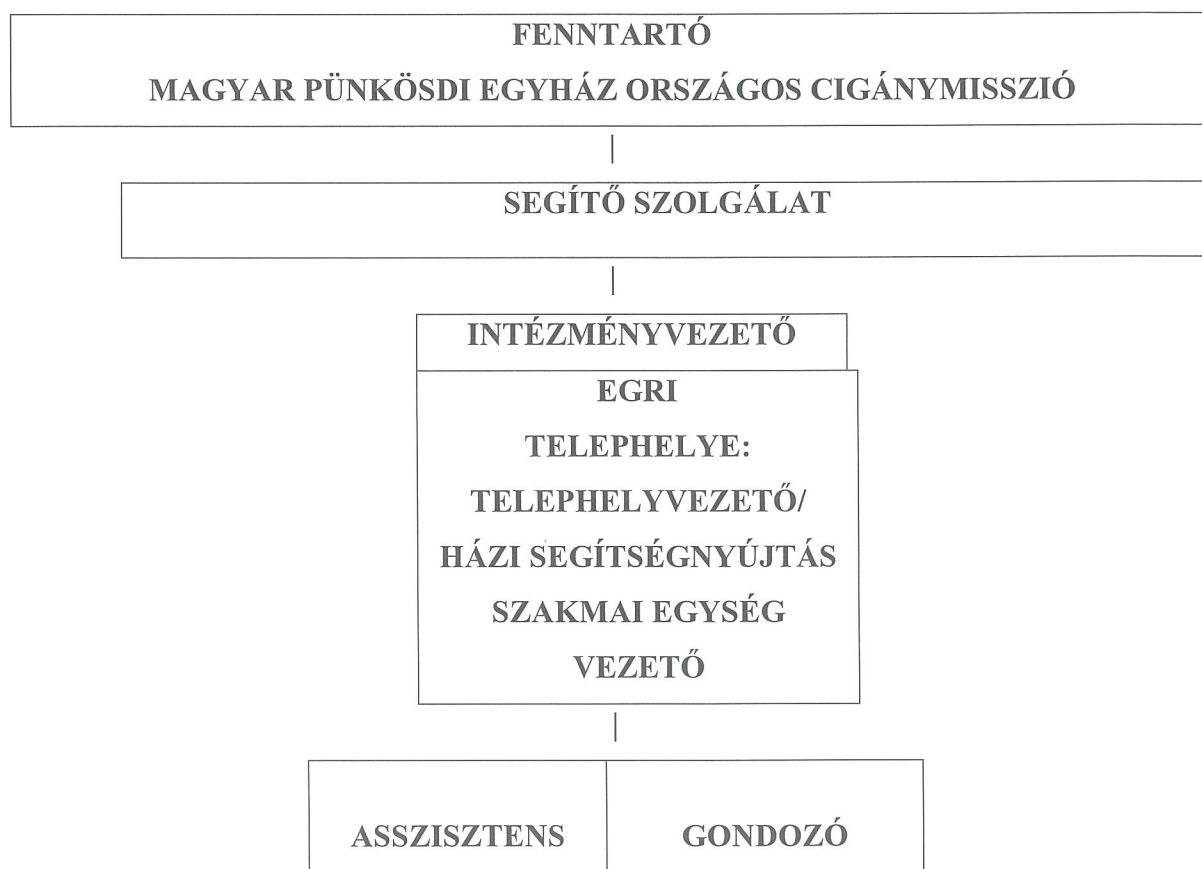 FENNTARTÓ
MAGYAR PÜNKÖSDI EGYHÁZ ORSZÁGOS CIGÁNYMISSZIÓ
SEGÍTŐ SZOLGÁLAT
INTÉZMÉNYVEZETŐ
EGRI
TELEPHELYE:
TELEPHELYVEZETŐ/
HÁZI SEGÍTSÉGNYÚJTÁS
SZAKMAI EGYSÉG
VEZETŐ
ASSZISZTENS GONDOZÓ